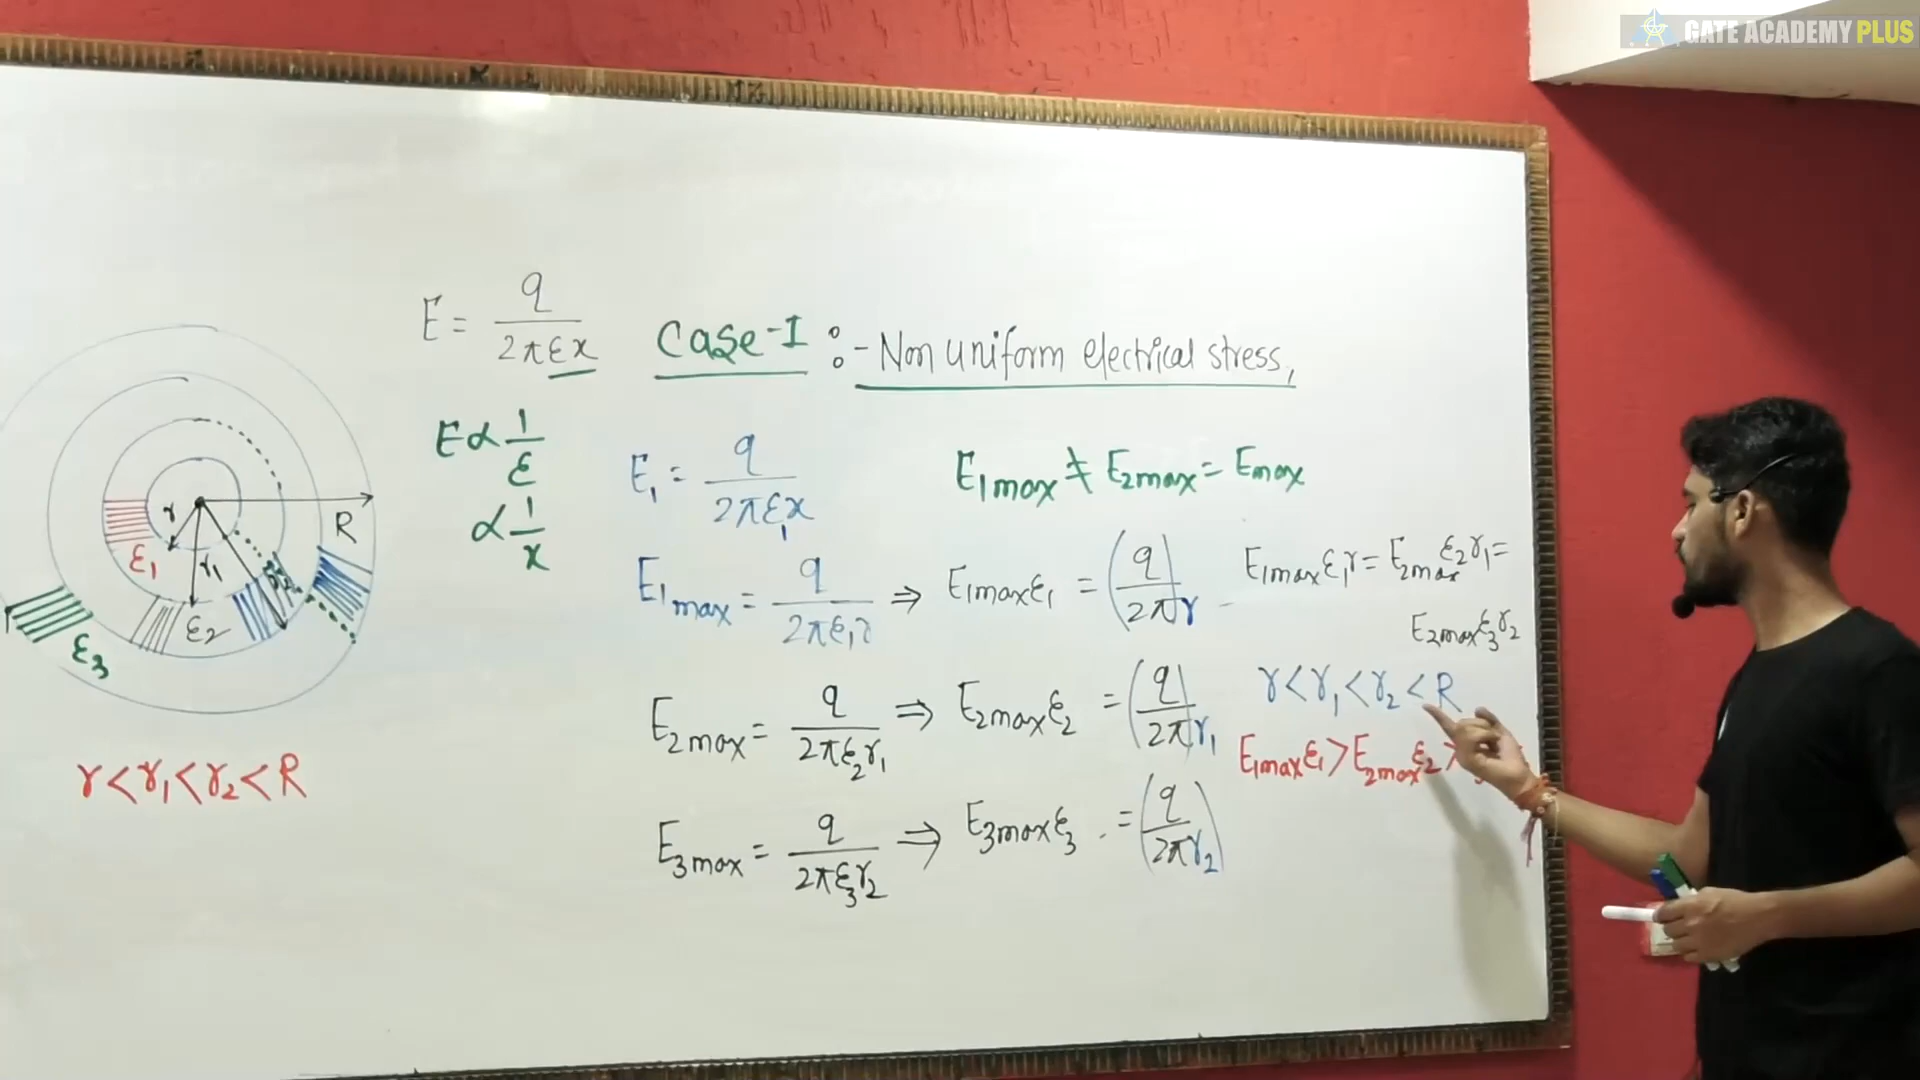 GATE ACADEMY PLUS
E = q / 2πεx
Case-I :- Non uniform electrical stress,
E ∝ 1/ε
∝ 1/x
E₁ = q / 2πε₁x
E₁max ≠ E₂max = Emax
E₁max = q / 2πε₁r ⇒ E₁maxε₁ = (q / 2πr)
E₁maxε₁r = E₂maxε₂r₁ =
E₂maxε₃r₂
E₂max = q / 2πε₂r₁ ⇒ E₂maxε₂ = (q / 2πr₁)
r < r₁ < r₂ < R
E₁maxε₁ > E₂maxε₂ >
E₃max = q / 2πε₃r₂ ⇒ E₃maxε₃ = (q / 2πr₂)
r
R
r₁
ε₁
ε₂
ε₃
r < r₁ < r₂ < R